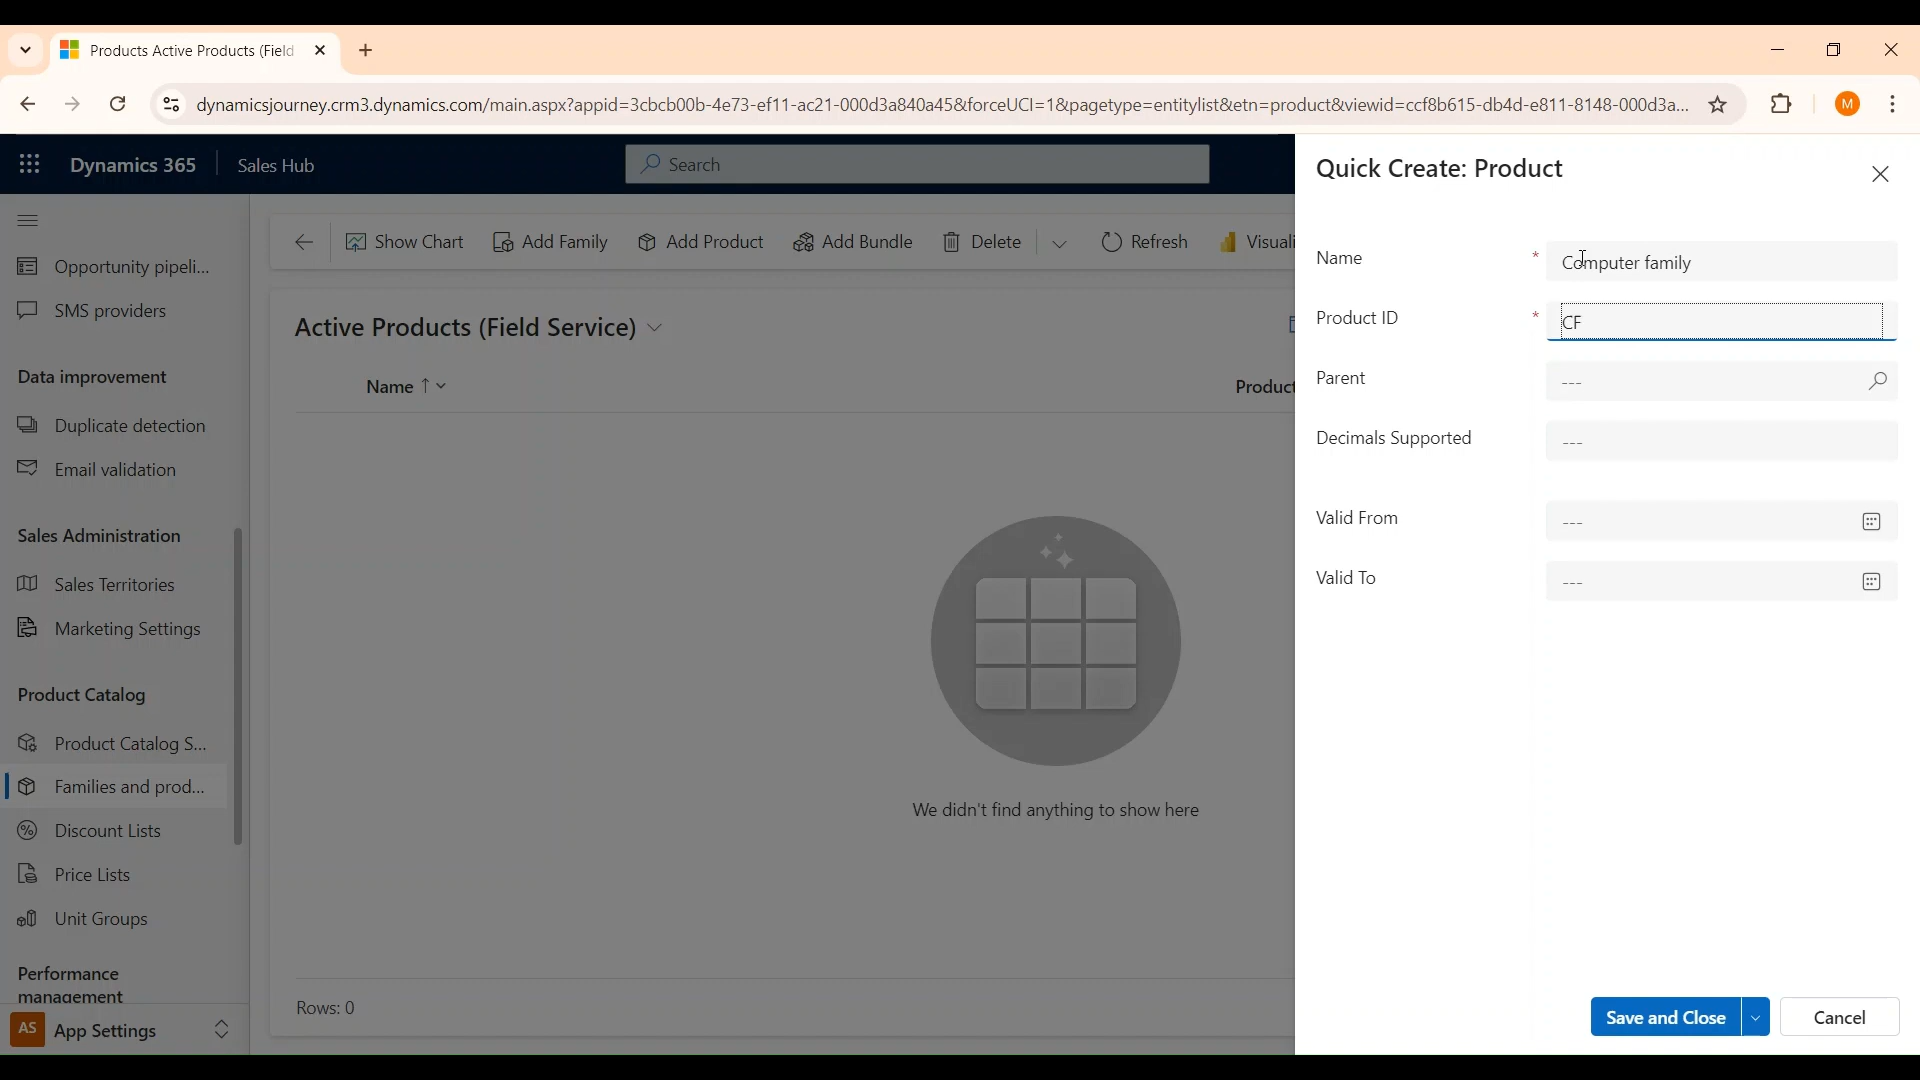 Products Active Products (Field
dynamicsjourney.crm3.dynamics.com/main.aspx?appid=3cbcb00b-4e73-ef11-ac21-000d3a840a45&forceUCI=1&pagetype=entitylist&etn=product&viewid=ccf8b615-db4d-e811-8148-000d3a...
M
Dynamics 365
Sales Hub
Search
Opportunity pipeli...
SMS providers
Data improvement
Duplicate detection
Email validation
Sales Administration
Sales Territories
Marketing Settings
Product Catalog
Product Catalog S...
Families and prod...
Discount Lists
Price Lists
Unit Groups
Performance
management
AS App Settings
Show Chart
Add Family
Add Product
Add Bundle
Delete
Refresh
Visuali
Active Products (Field Service)
Name
Product
We didn't find anything to show here
Rows: 0
Quick Create: Product
Name * Computer family
Product ID * CF
Parent ---
Decimals Supported ---
Valid From ---
Valid To ---
Save and Close
Cancel